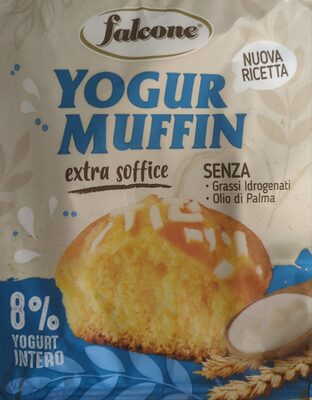 falcone
NUOVA
RICETTA
YOGUR
MUFFIN
extra soffice
SENZA
• Grassi Idrogenati
• Olio di Palma
8%
YOGURT
INTERO